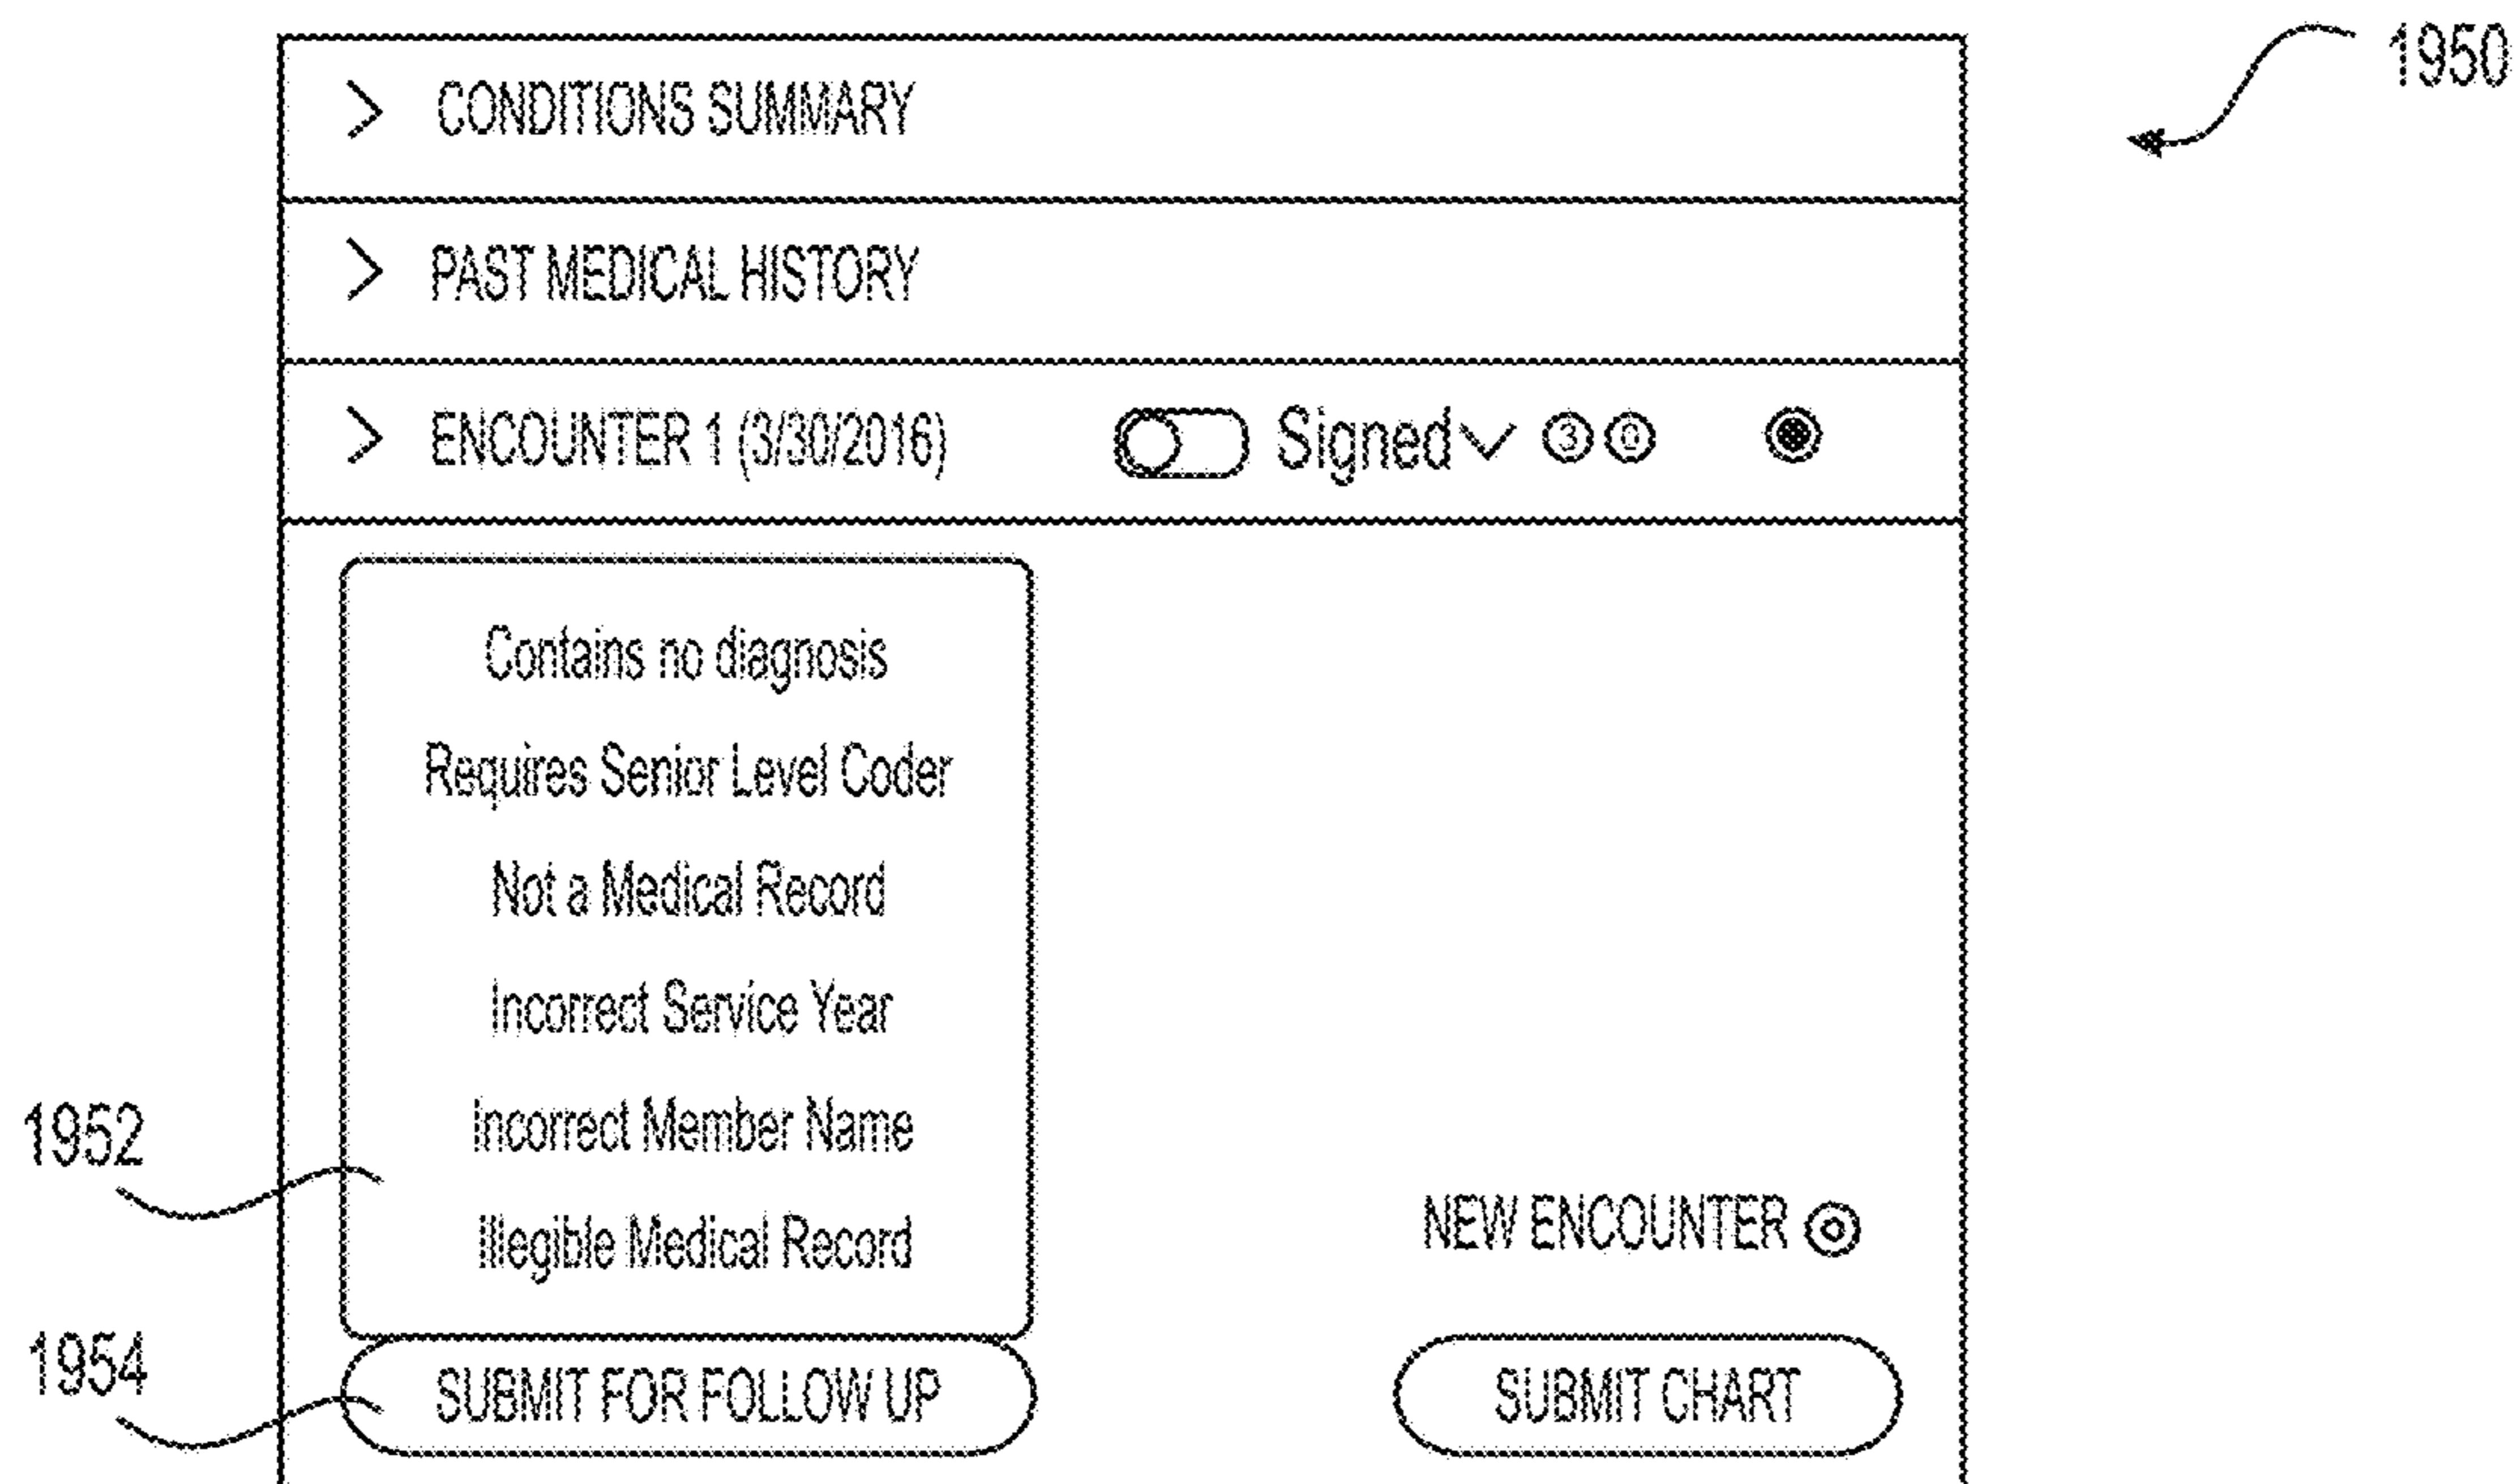 1950
> CONDITIONS SUMMARY
> PAST MEDICAL HISTORY
> ENCOUNTER 1 (3/30/2016) Signed 3 0
Contains no diagnosis
Requires Senior Level Coder
Not a Medical Record
Incorrect Service Year
Incorrect Member Name
1952
Illegible Medical Record
NEW ENCOUNTER
1954
SUBMIT FOR FOLLOW UP
SUBMIT CHART